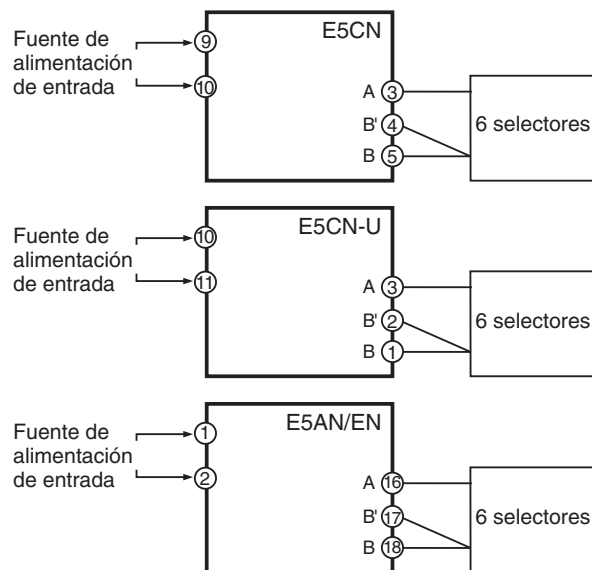 E5CN
Fuente de
alimentación
de entrada
9
10
A 3
B' 4
B 5
6 selectores
E5CN-U
Fuente de
alimentación
de entrada
10
11
A 3
B' 2
B 1
6 selectores
E5AN/EN
Fuente de
alimentación
de entrada
1
2
A 16
B' 17
B 18
6 selectores